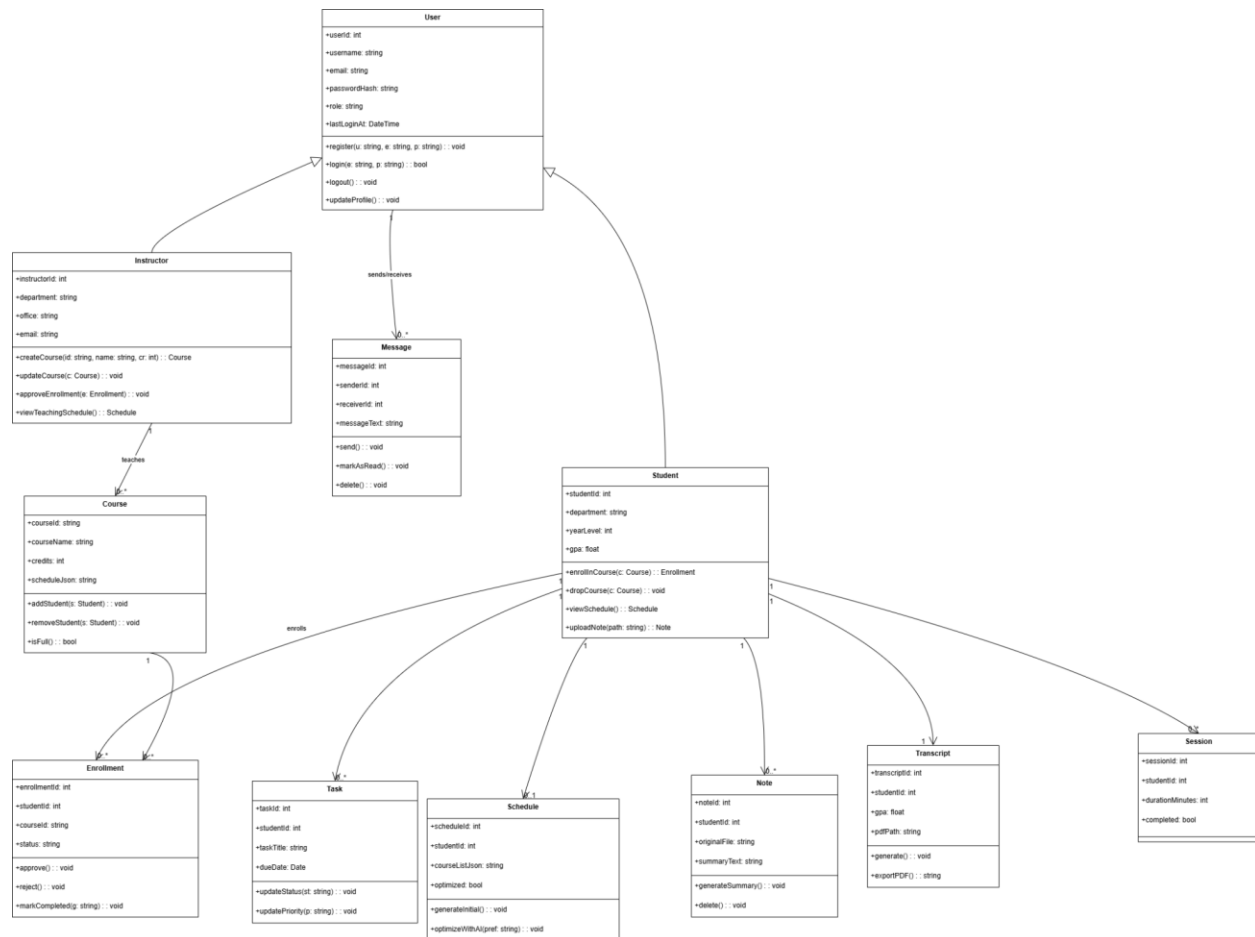 User
+userId: int
+username: string
+email: string
+passwordHash: string
+role: string
+lastLoginAt: DateTime
+register(u: string, e: string, p: string) : : void
+login(e: string, p: string) : : bool
+logout() : : void
+updateProfile() : : void
1
sends/receives
0..*
Instructor
+instructorId: int
+department: string
+office: string
+email: string
+createCourse(id: string, name: string, cr: int) : : Course
+updateCourse(c: Course) : : void
+approveEnrollment(e: Enrollment) : : void
+viewTeachingSchedule() : : Schedule
1
teaches
0..*
Message
+messageId: int
+senderId: int
+receiverId: int
+messageText: string
+send() : : void
+markAsRead() : : void
+delete() : : void
Student
+studentId: int
+department: string
+yearLevel: int
+gpa: float
+enrollInCourse(c: Course) : : Enrollment
+dropCourse(c: Course) : : void
+viewSchedule() : : Schedule
+uploadNote(path: string) : : Note
1
1
1
1
1
1
Course
+courseId: string
+courseName: string
+credits: int
+scheduleJson: string
+addStudent(s: Student) : : void
+removeStudent(s: Student) : : void
+isFull() : : bool
1
enrolls
0..*
0..*
Enrollment
+enrollmentId: int
+studentId: int
+courseId: string
+status: string
+approve() : : void
+reject() : : void
+markCompleted(g: string) : : void
0..*
Task
+taskId: int
+studentId: int
+taskTitle: string
+dueDate: Date
+updateStatus(st: string) : : void
+updatePriority(p: string) : : void
0..1
Schedule
+scheduleId: int
+studentId: int
+courseListJson: string
+optimized: bool
+generateInitial() : : void
+optimizeWithAI(pref: string) : : void
0..*
Note
+noteId: int
+studentId: int
+originalFile: string
+summaryText: string
+generateSummary() : : void
+delete() : : void
1
Transcript
+transcriptId: int
+studentId: int
+gpa: float
+pdfPath: string
+generate() : : void
+exportPDF() : : string
0..*
Session
+sessionId: int
+studentId: int
+durationMinutes: int
+completed: bool